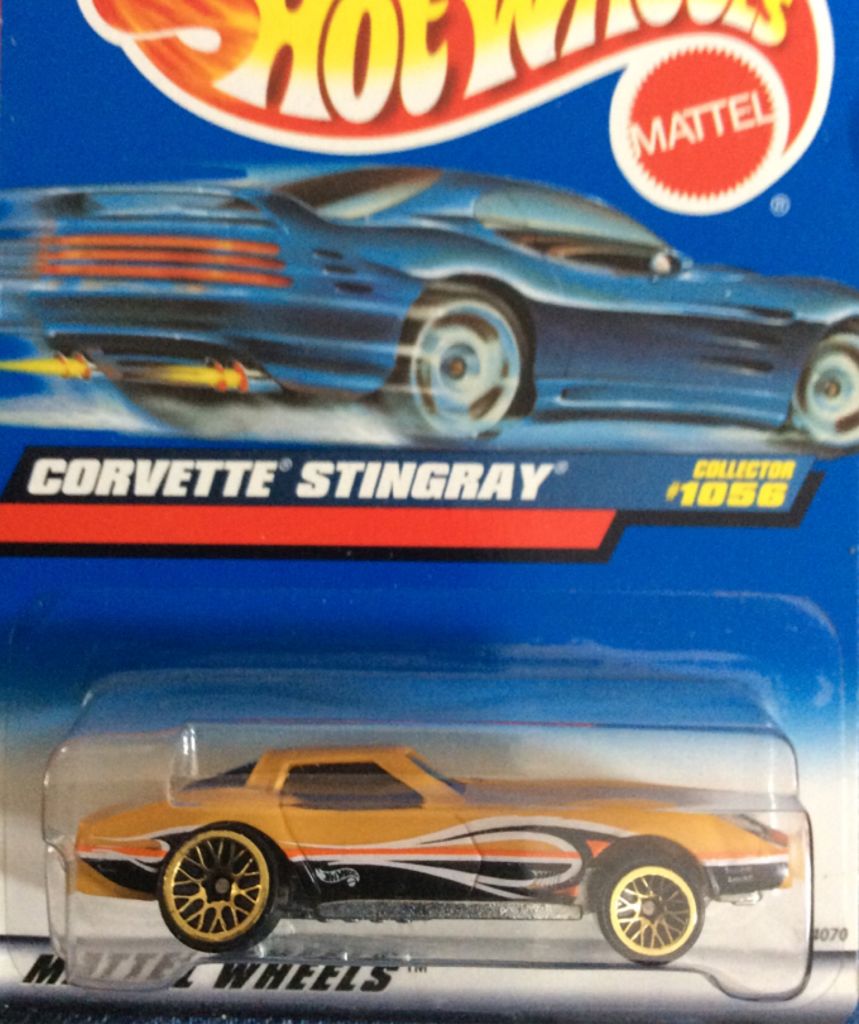 HOT WHEELS
MATTEL
®
CORVETTE® STINGRAY®
COLLECTOR
#1056
4070
WHEELS™